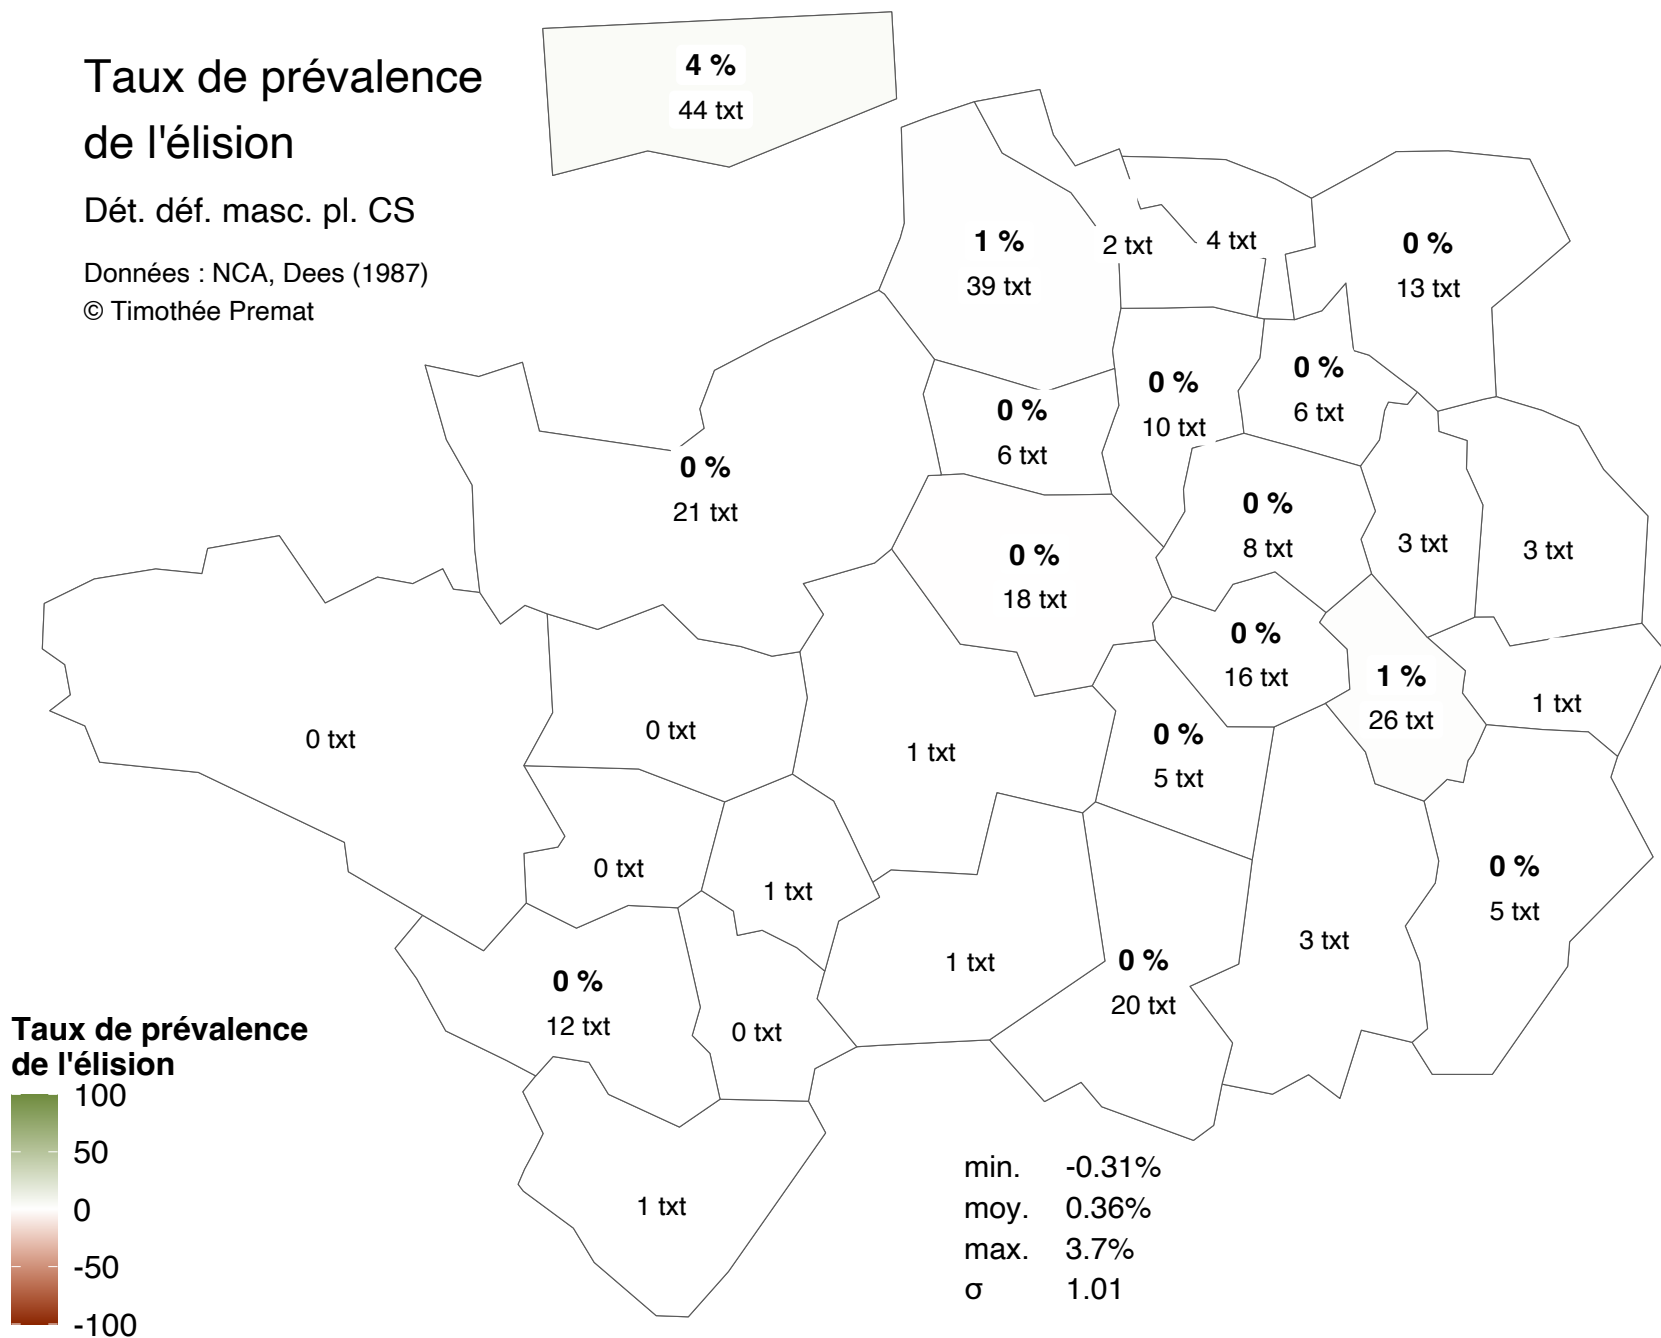 Taux de prévalence
de l'élision
Dét. déf. masc. pl. CS
Données : NCA, Dees (1987)
© Timothée Premat
4 %
44 txt
1 %
39 txt
2 txt
4 txt
0 %
13 txt
0 %
6 txt
0 %
10 txt
0 %
6 txt
0 %
21 txt
0 %
18 txt
0 %
8 txt
3 txt
3 txt
0 %
16 txt
1 %
26 txt
1 txt
0 txt
0 txt
1 txt
0 %
5 txt
0 txt
1 txt
0 %
5 txt
1 txt
0 %
20 txt
3 txt
0 %
12 txt
0 txt
1 txt
Taux de prévalence
de l'élision
100
50
0
-50
-100
min. -0.31%
moy. 0.36%
max. 3.7%
σ 1.01